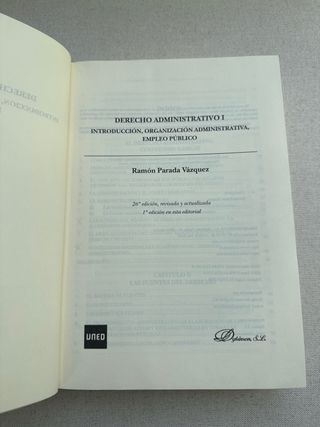 DERECHO ADMINISTRATIVO I
INTRODUCCIÓN, ORGANIZACIÓN ADMINISTRATIVA,
EMPLEO PÚBLICO
Ramón Parada Vázquez
26ª edición, revisada y actualizada
1ª edición en esta editorial
UNED
Dykinson, S.L.